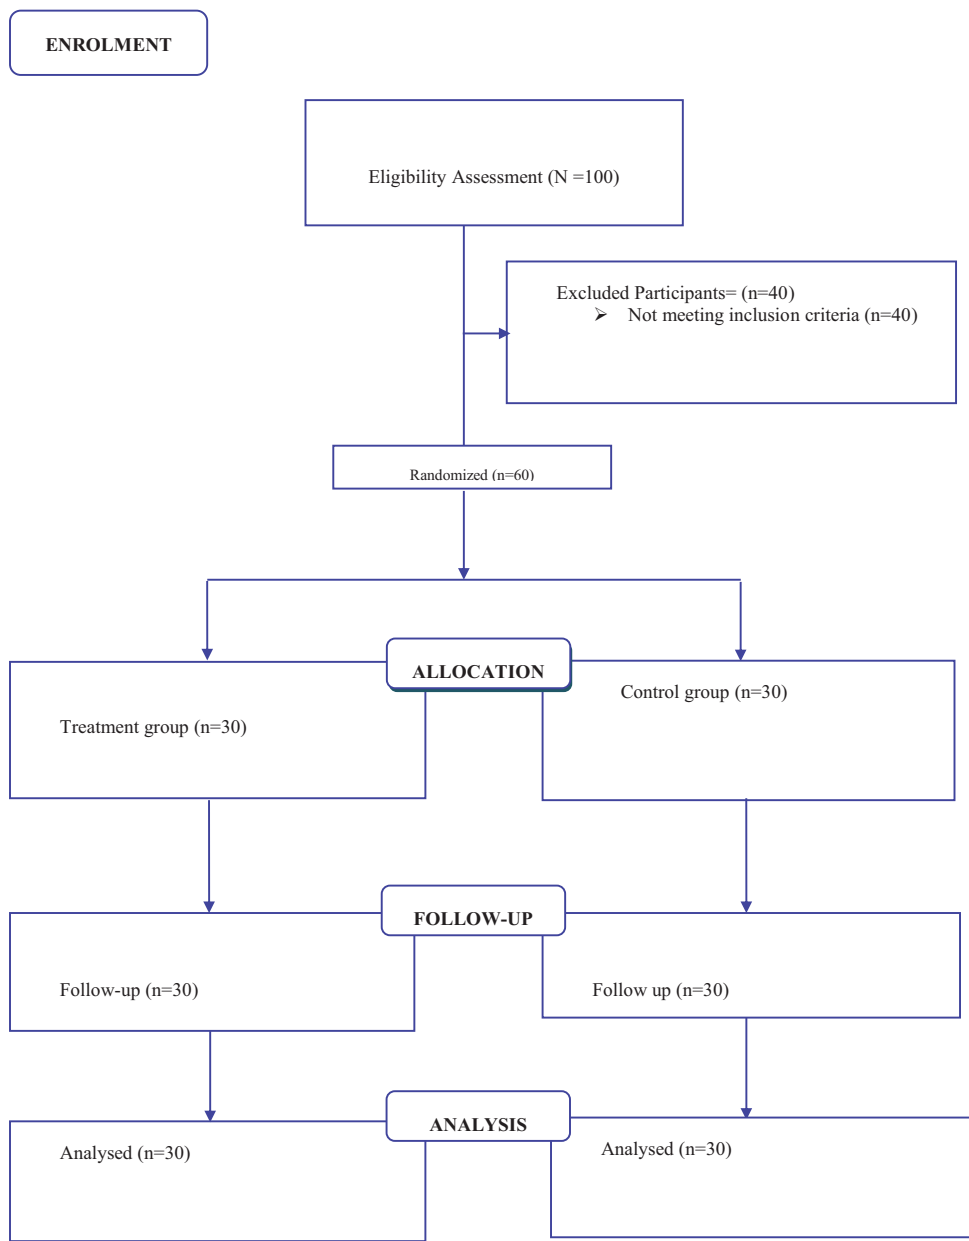 ENROLMENT
Eligibility Assessment (N =100)
Excluded Participants= (n=40)
➢ Not meeting inclusion criteria (n=40)
Randomized (n=60)
ALLOCATION
Treatment group (n=30)
Control group (n=30)
FOLLOW-UP
Follow-up (n=30)
Follow up (n=30)
ANALYSIS
Analysed (n=30)
Analysed (n=30)